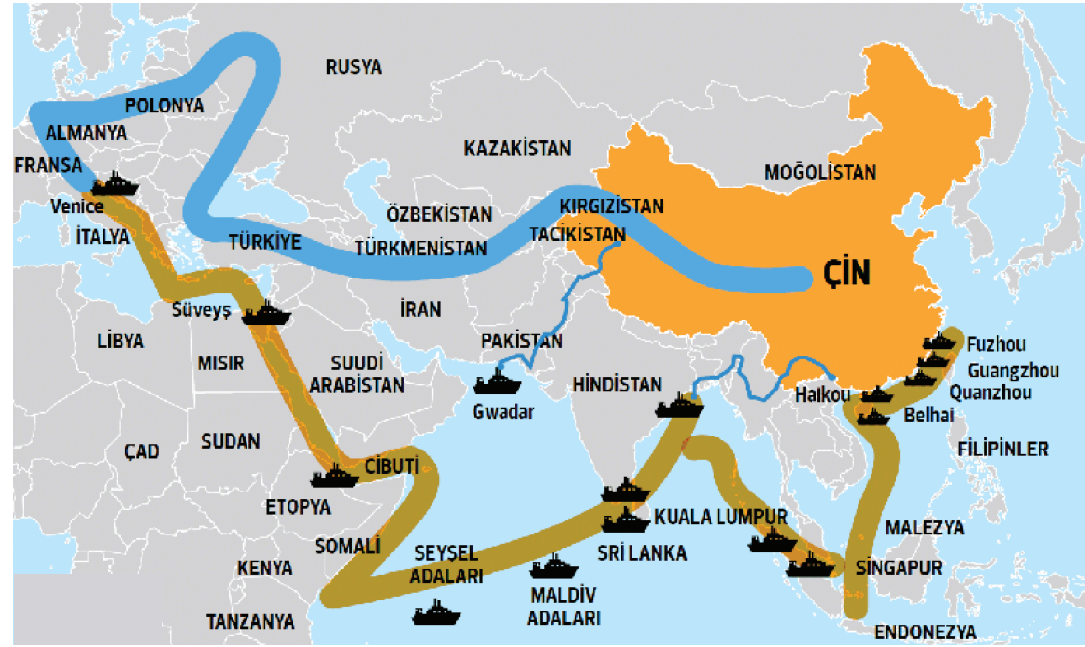 RUSYA
POLONYA
ALMANYA
FRANSA
KAZAKİSTAN
MOĞOLİSTAN
Venice
İTALYA
ÖZBEKİSTAN
KIRGIZİSTAN
TÜRKİYE
TÜRKMENİSTAN
TACİKİSTAN
ÇİN
Süveyş
İRAN
LİBYA
MISIR
SUUDİ
ARABİSTAN
PAKİSTAN
HİNDİSTAN
Gwadar
Fuzhou
Guangzhou
Quanzhou
Haikou
Belhai
ÇAD
SUDAN
CİBUTİ
FİLİPİNLER
ETOPYA
KUALA LUMPUR
MALEZYA
SOMALİ
SEYŞEL
ADALARI
SRİ LANKA
KENYA
SİNGAPUR
MALDİV
ADALARI
TANZANYA
ENDONEZYA